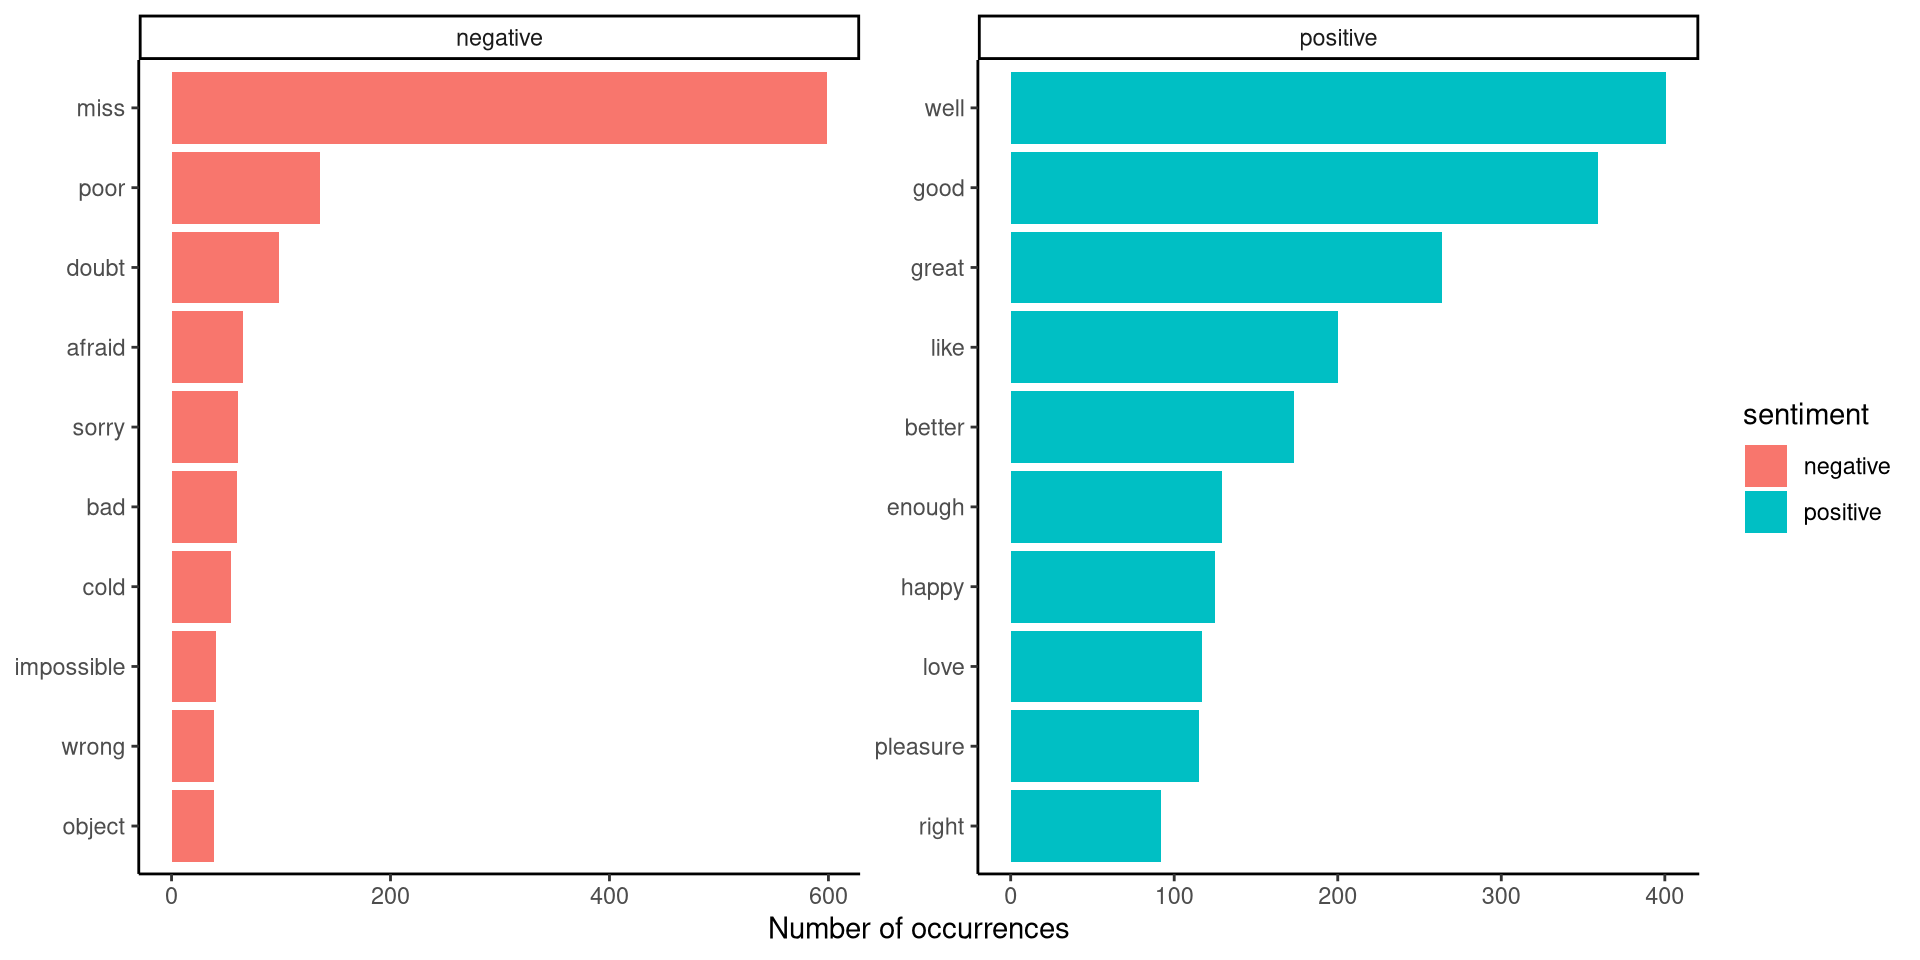 negative
miss
poor
doubt
afraid
sorry
bad
cold
impossible
wrong
object
0 200 400 600
positive
well
good
great
like
better
enough
happy
love
pleasure
right
0 100 200 300 400
Number of occurrences
sentiment
negative
positive